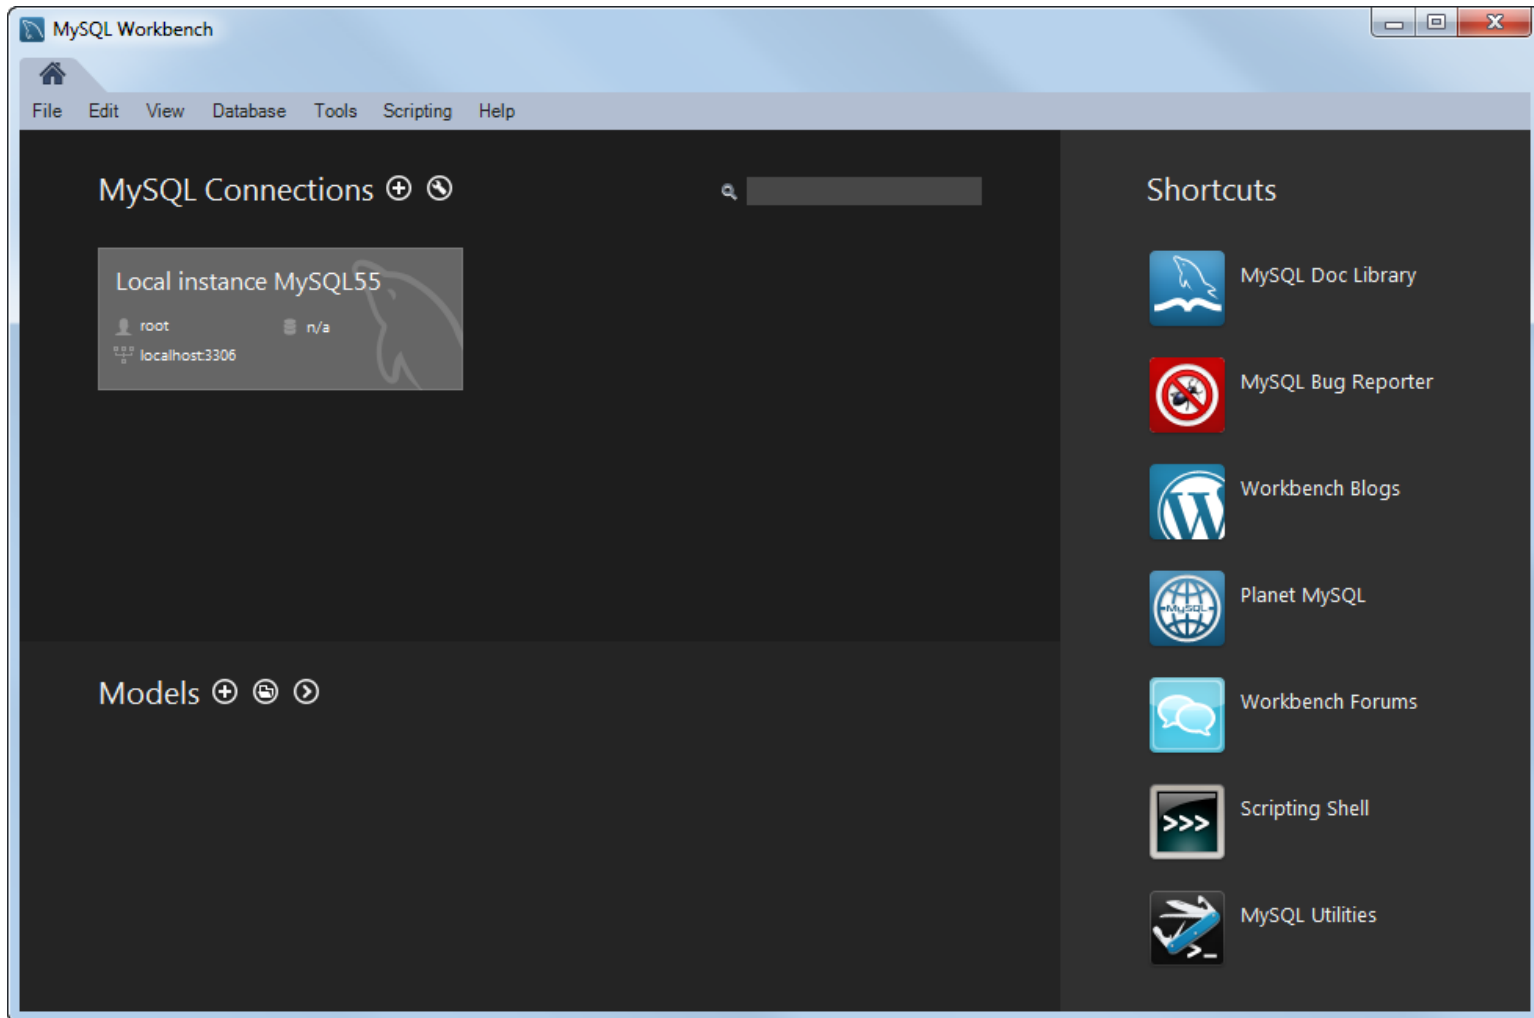 MySQL Workbench
File Edit View Database Tools Scripting Help
MySQL Connections
Local instance MySQL55
root
n/a
localhost:3306
Models
Shortcuts
MySQL Doc Library
MySQL Bug Reporter
Workbench Blogs
Planet MySQL
MySQL
Workbench Forums
Scripting Shell
>>>
MySQL Utilities
>_